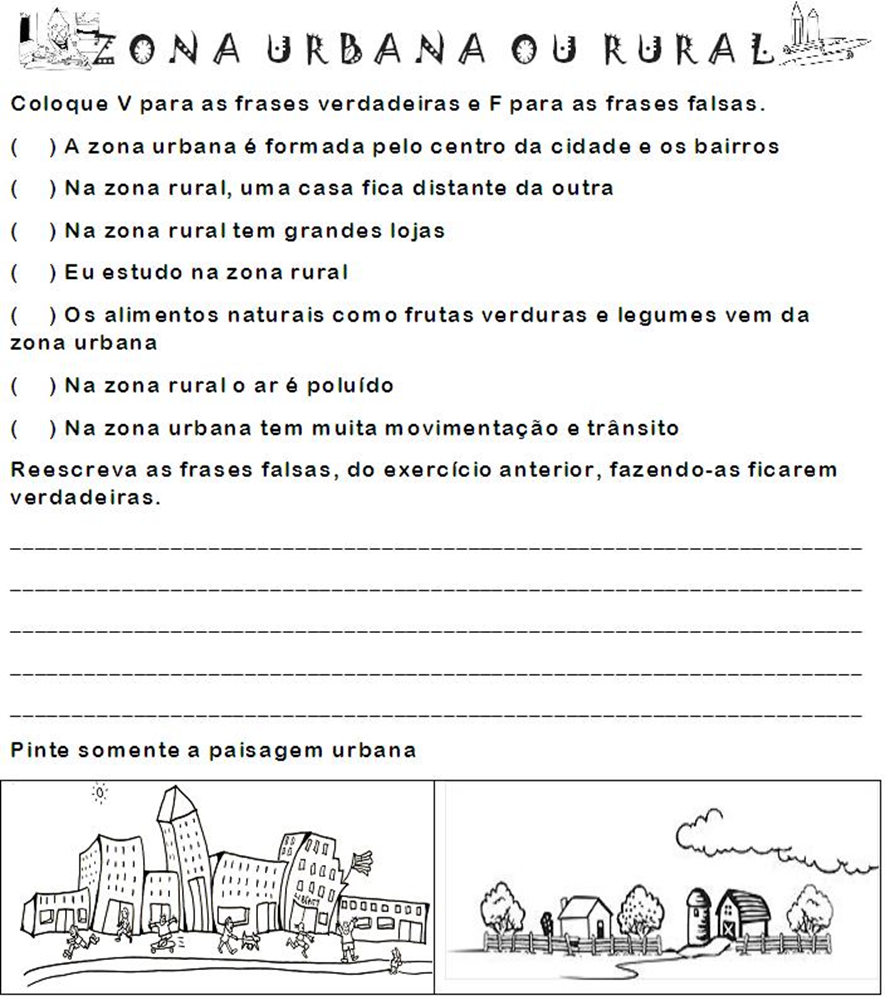 ZONA URBANA OU RURAL
Coloque V para as frases verdadeiras e F para as frases falsas.
(    ) A zona urbana é formada pelo centro da cidade e os bairros
(    ) Na zona rural, uma casa fica distante da outra
(    ) Na zona rural tem grandes lojas
(    ) Eu estudo na zona rural
(    ) Os alimentos naturais como frutas verduras e legumes vem da
zona urbana
(    ) Na zona rural o ar é poluído
(    ) Na zona urbana tem muita movimentação e trânsito
Reescreva as frases falsas, do exercício anterior, fazendo-as ficarem
verdadeiras.
Pinte somente a paisagem urbana